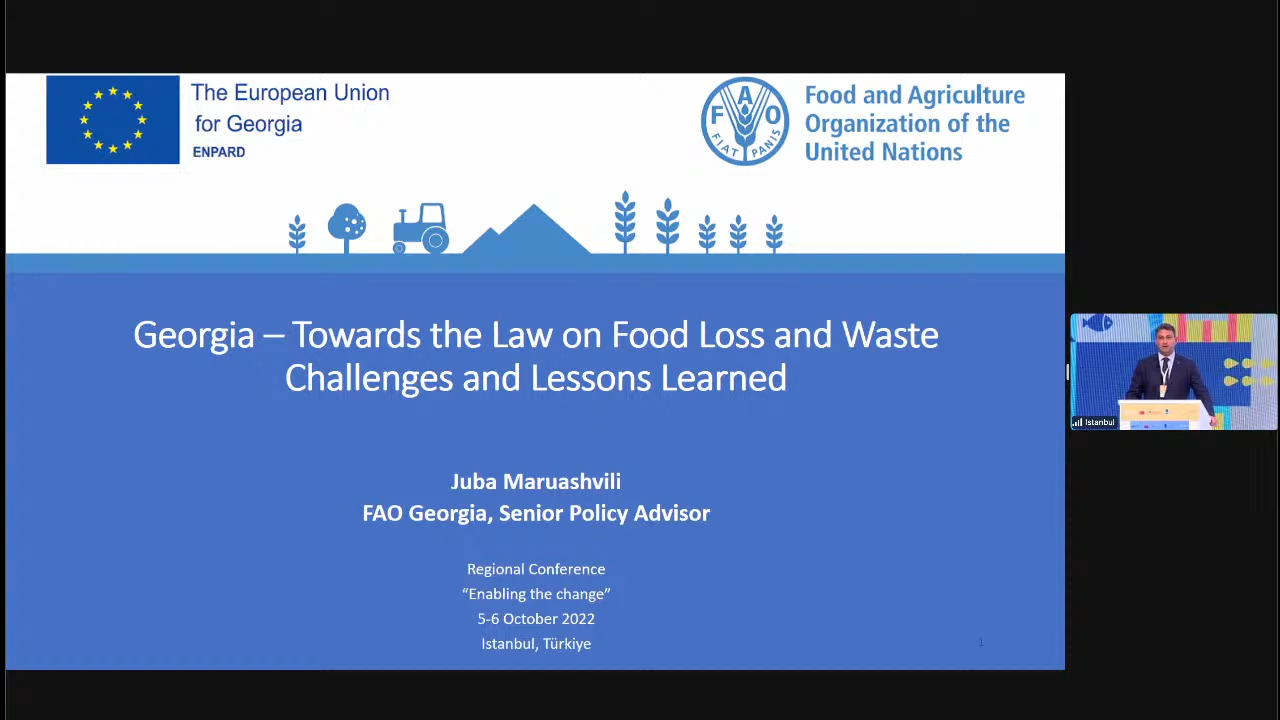 The European Union
for Georgia
ENPARD
F A O
FIAT PANIS
Food and Agriculture
Organization of the
United Nations
Georgia – Towards the Law on Food Loss and Waste
Challenges and Lessons Learned
Juba Maruashvili
FAO Georgia, Senior Policy Advisor
Regional Conference
“Enabling the change”
5-6 October 2022
Istanbul, Türkiye
1
Istanbul